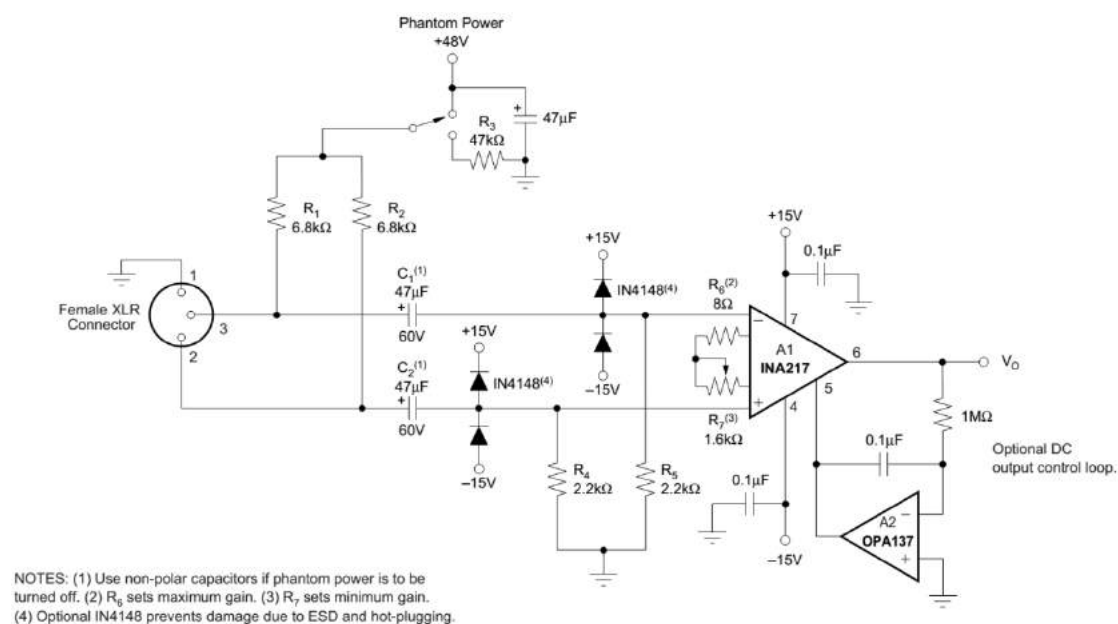 Phantom Power
+48V
+
47µF
R3
47kΩ
R1
6.8kΩ
R2
6.8kΩ
+15V
0.1µF
+15V
1
Female XLR
Connector
3
2
C1(1)
47µF
+
60V
IN4148(4)
–15V
R6(2)
8Ω
–
7
A1
INA217
6
VO
5
+
4
R7(3)
1.6kΩ
+15V
C2(1)
47µF
+
60V
IN4148(4)
–15V
1MΩ
0.1µF
Optional DC
output control loop.
R4
2.2kΩ
R5
2.2kΩ
0.1µF
–15V
–
A2
OPA137
+
NOTES: (1) Use non-polar capacitors if phantom power is to be
turned off. (2) R6 sets maximum gain. (3) R7 sets minimum gain.
(4) Optional IN4148 prevents damage due to ESD and hot-plugging.